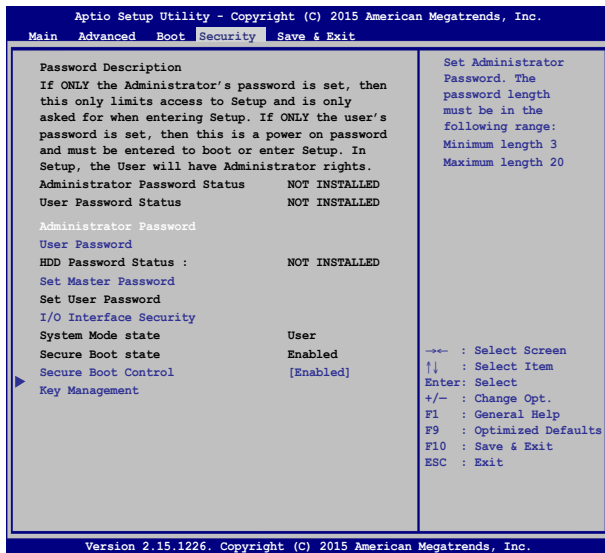 Aptio Setup Utility - Copyright (C) 2015 American Megatrends, Inc.
Main Advanced Boot Security Save & Exit
Password Description
If ONLY the Administrator's password is set, then
this only limits access to Setup and is only
asked for when entering Setup. If ONLY the user's
password is set, then this is a power on password
and must be entered to boot or enter Setup. In
Setup, the User will have Administrator rights.
Administrator Password Status NOT INSTALLED
User Password Status NOT INSTALLED
Administrator Password
User Password
HDD Password Status : NOT INSTALLED
Set Master Password
Set User Password
I/O Interface Security
System Mode state User
Secure Boot state Enabled
Secure Boot Control [Enabled]
Key Management
Set Administrator
Password. The
password length
must be in the
following range:
Minimum length 3
Maximum length 20
→← : Select Screen
↑↓ : Select Item
Enter: Select
+/— : Change Opt.
F1 : General Help
F9 : Optimized Defaults
F10 : Save & Exit
ESC : Exit
Version 2.15.1226. Copyright (C) 2015 American Megatrends, Inc.